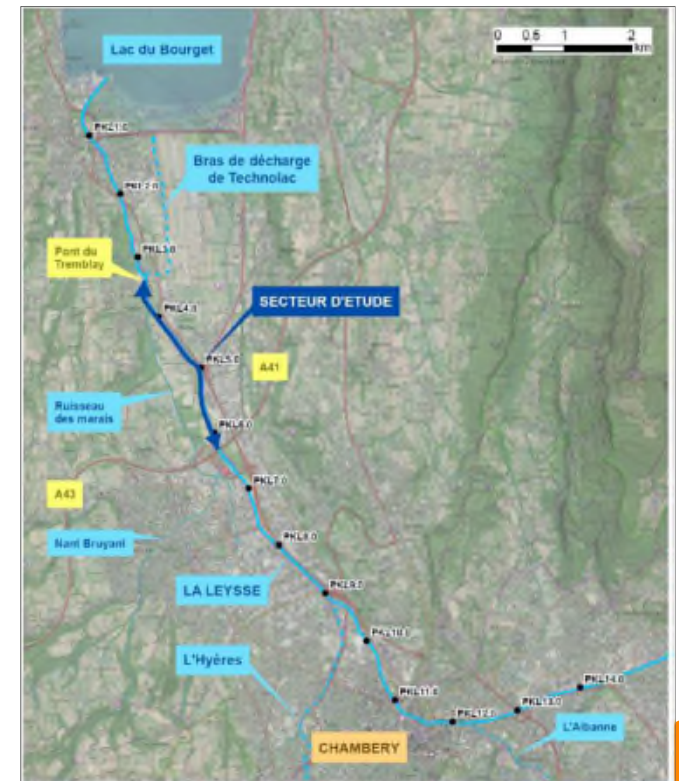 Lac du Bourget
0 0.5 1 2
km
PKL1.0
Bras de décharge
de Technolac
PKL2.0
Pont du
Tremblay
PKL3.0
SECTEUR D'ETUDE
PKL4.0
PKL5.0
A41
Ruisseau
des marais
PKL6.0
A43
PKL7.0
Nant Bruyant
PKL8.0
LA LEYSSE
PKL9.0
PKL10.0
L'Hyères
PKL14.0
PKL11.0
PKL13.0
PKL12.0
L'Albanne
CHAMBERY